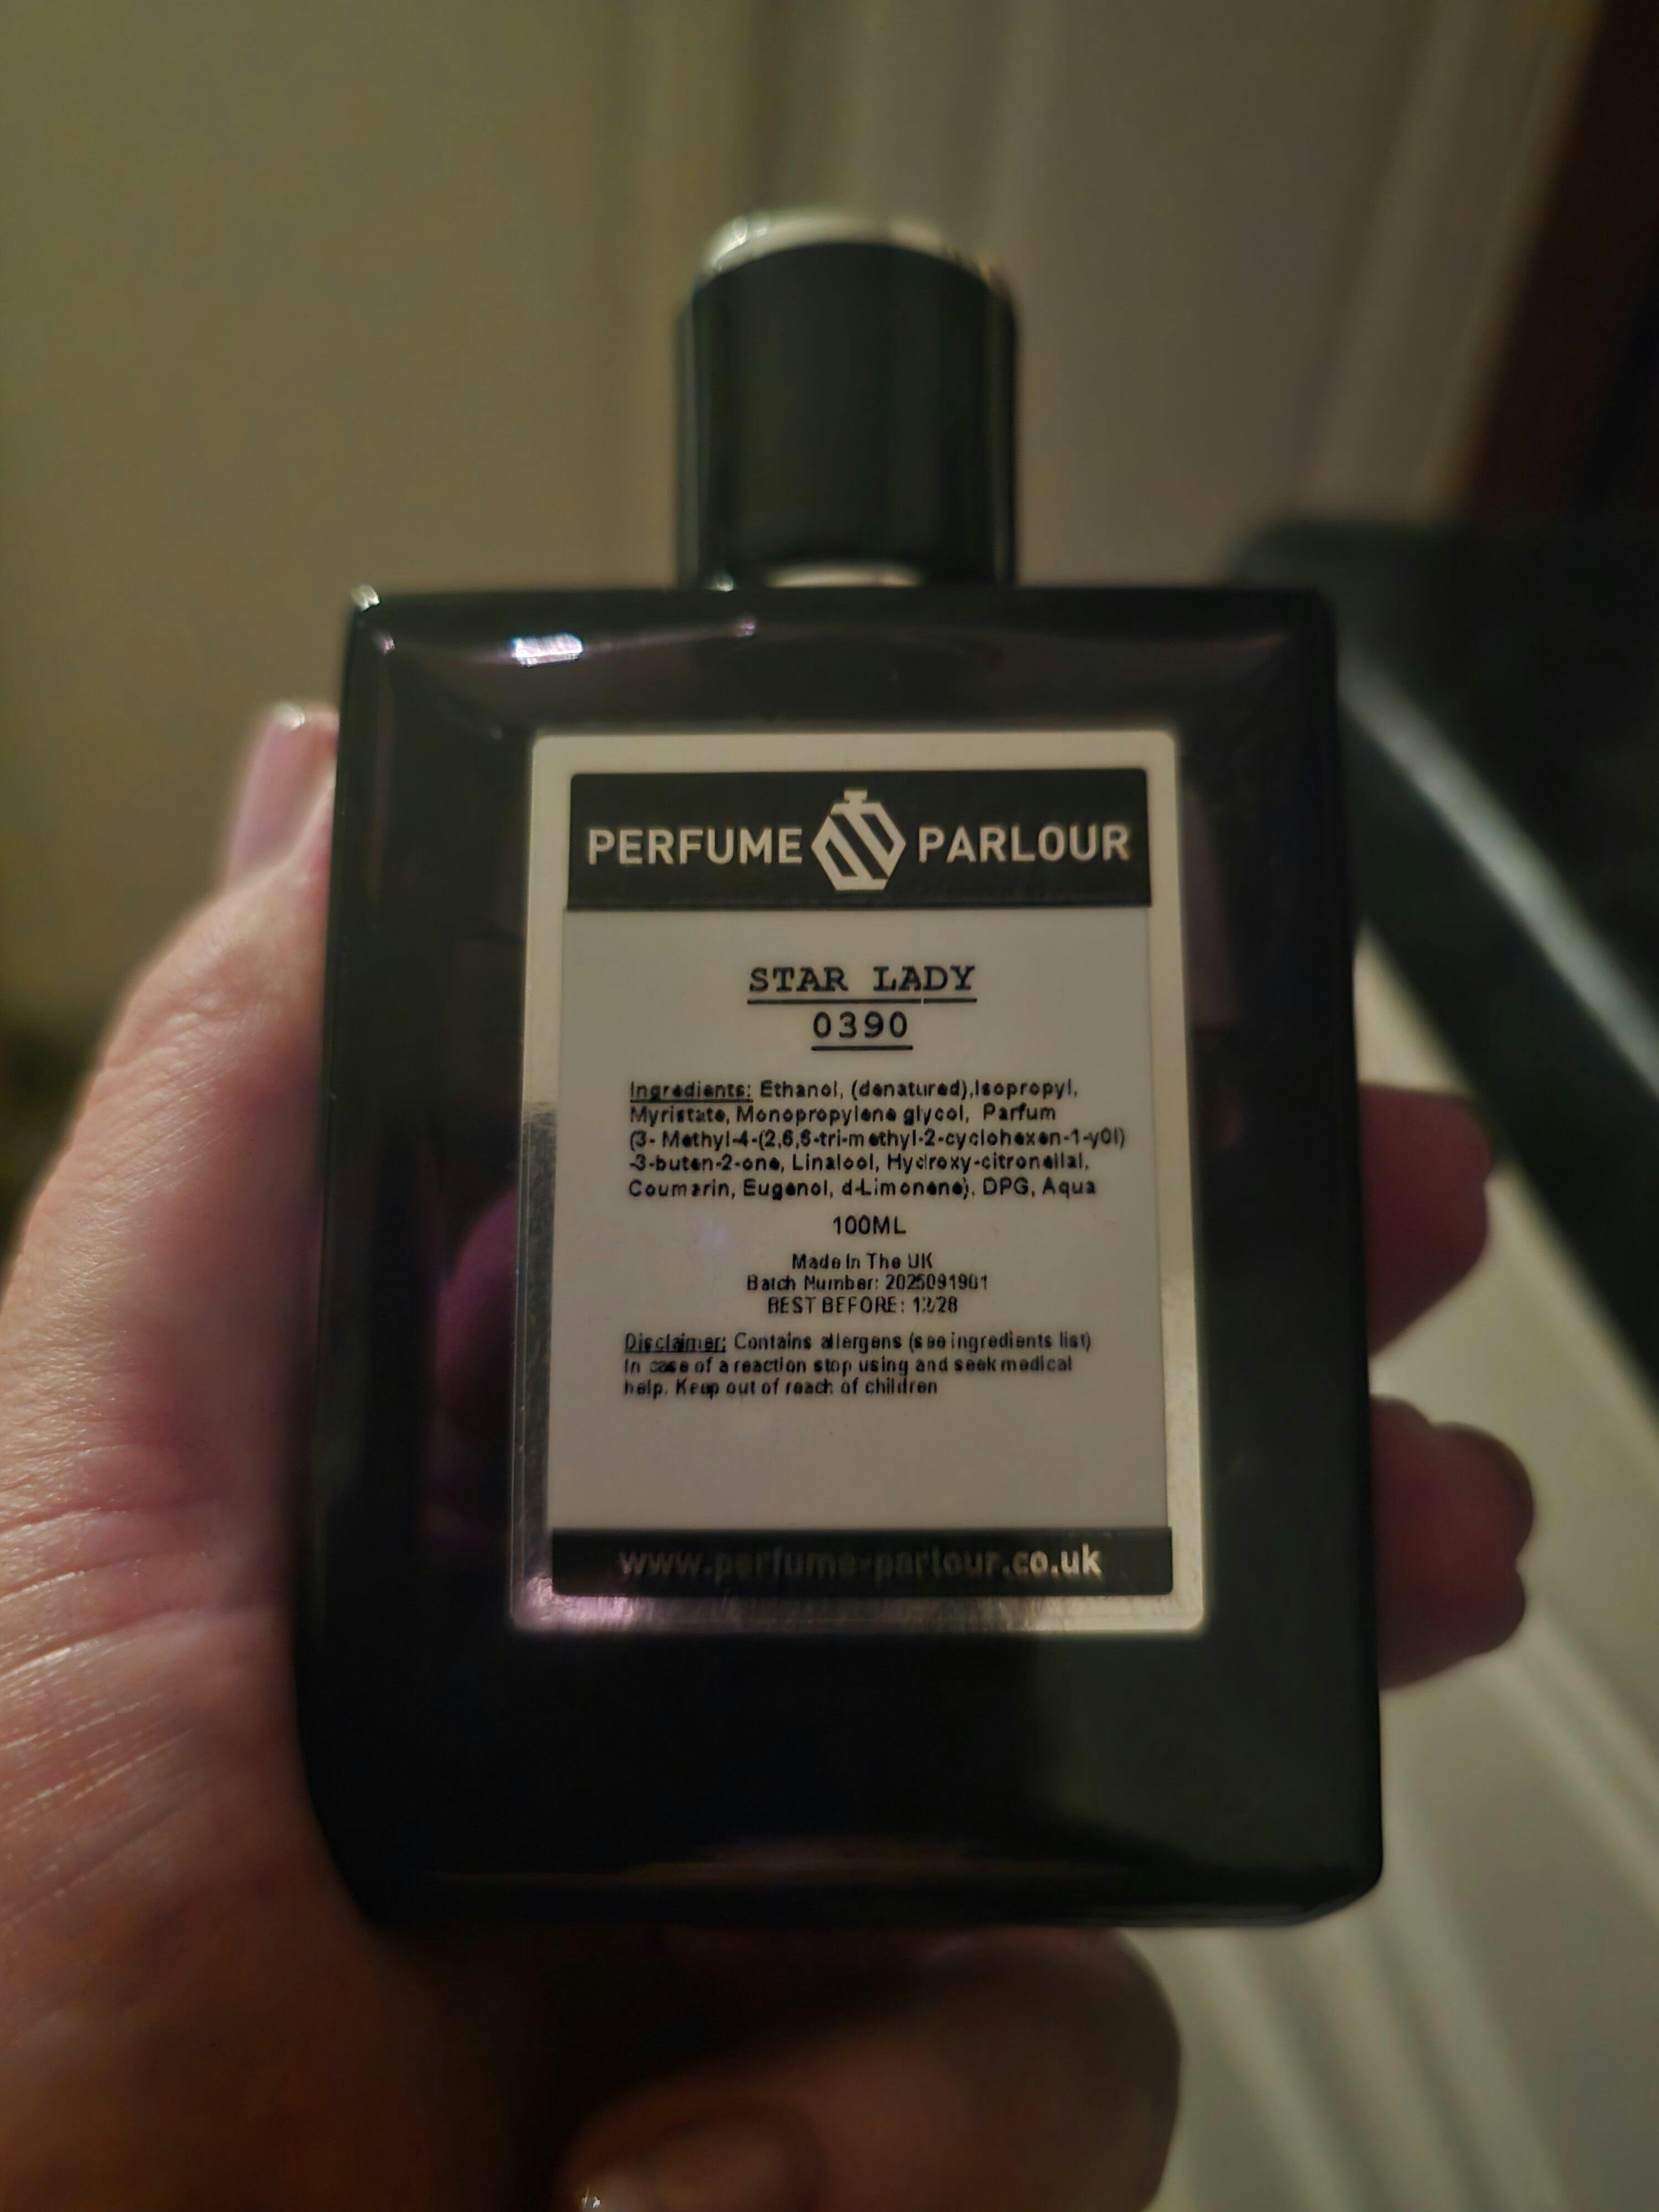 PERFUME PARLOUR
STAR LADY
0390
Ingredients: Ethanol, (denatured),Isopropyl,
Myristate, Monopropylene glycol, Parfum
(3- Methyl-4-(2,6,6-tri-methyl-2-cyclohexen-1-y0l)
-3-buten-2-one, Linalool, Hydroxy-citronellal,
Coumarin, Eugenol, d-Limonene), DPG, Aqua
100ML
Made In The UK
Batch Number: 2025091901
BEST BEFORE: 12/28
Disclaimer: Contains allergens (see ingredients list)
In case of a reaction stop using and seek medical
help. Keep out of reach of children
www.perfume-parlour.co.uk